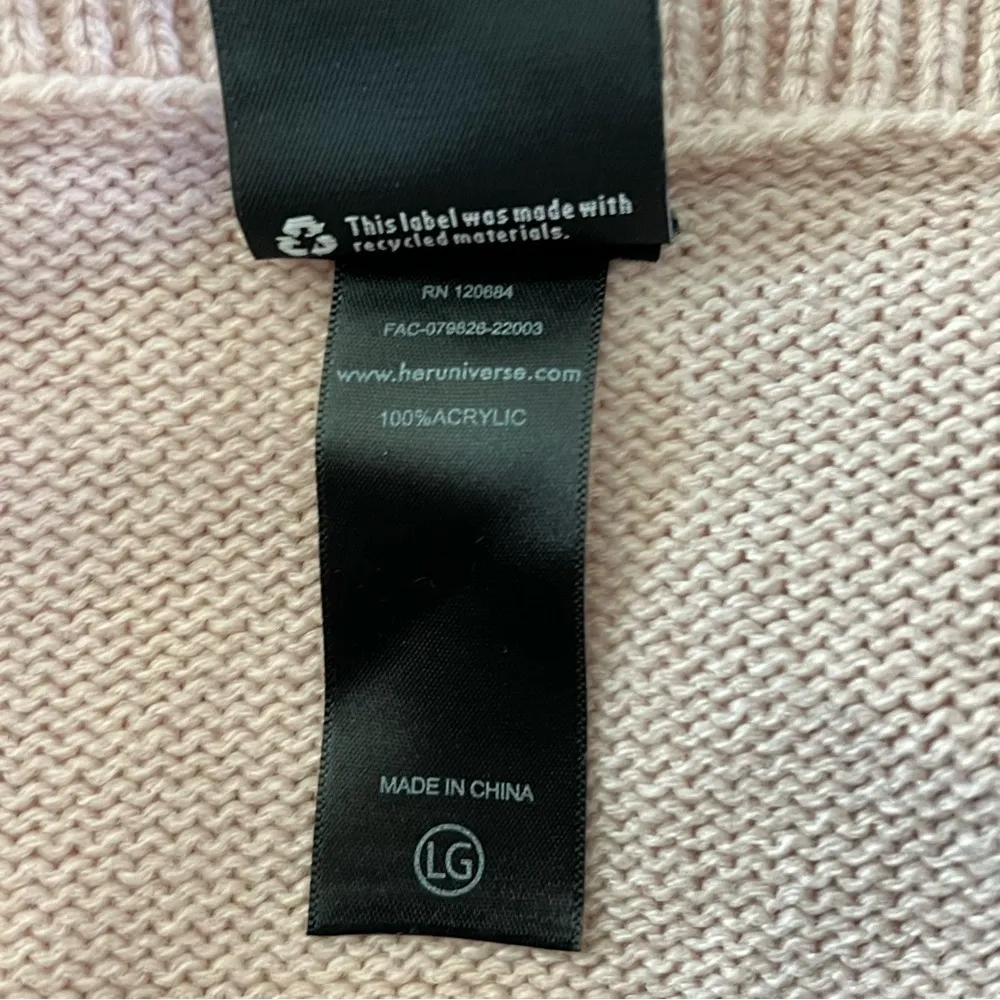 This label was made with
recycled materials.
RN 120684
FAC-079826-22003
www.heruniverse.com
100%ACRYLIC
MADE IN CHINA
LG